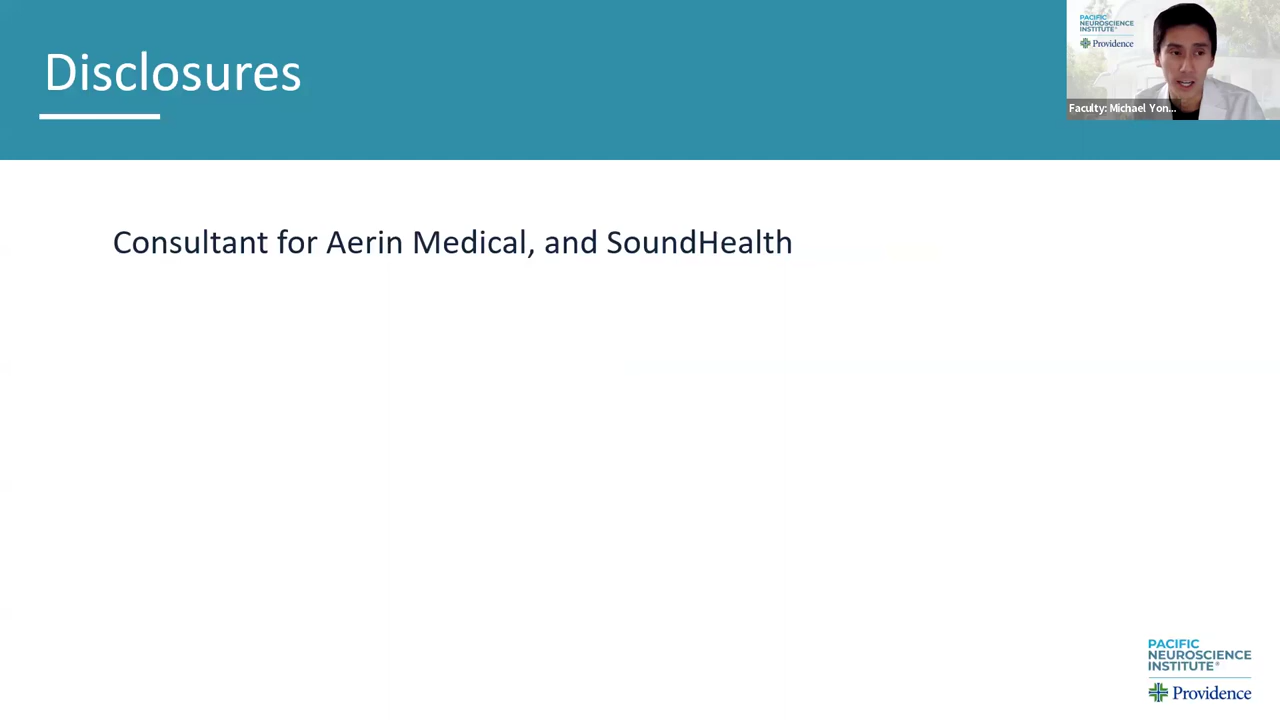 Disclosures
PACIFIC
NEUROSCIENCE
INSTITUTE®
Providence
Faculty: Michael Yon...
Consultant for Aerin Medical, and SoundHealth
PACIFIC
NEUROSCIENCE
INSTITUTE®
Providence